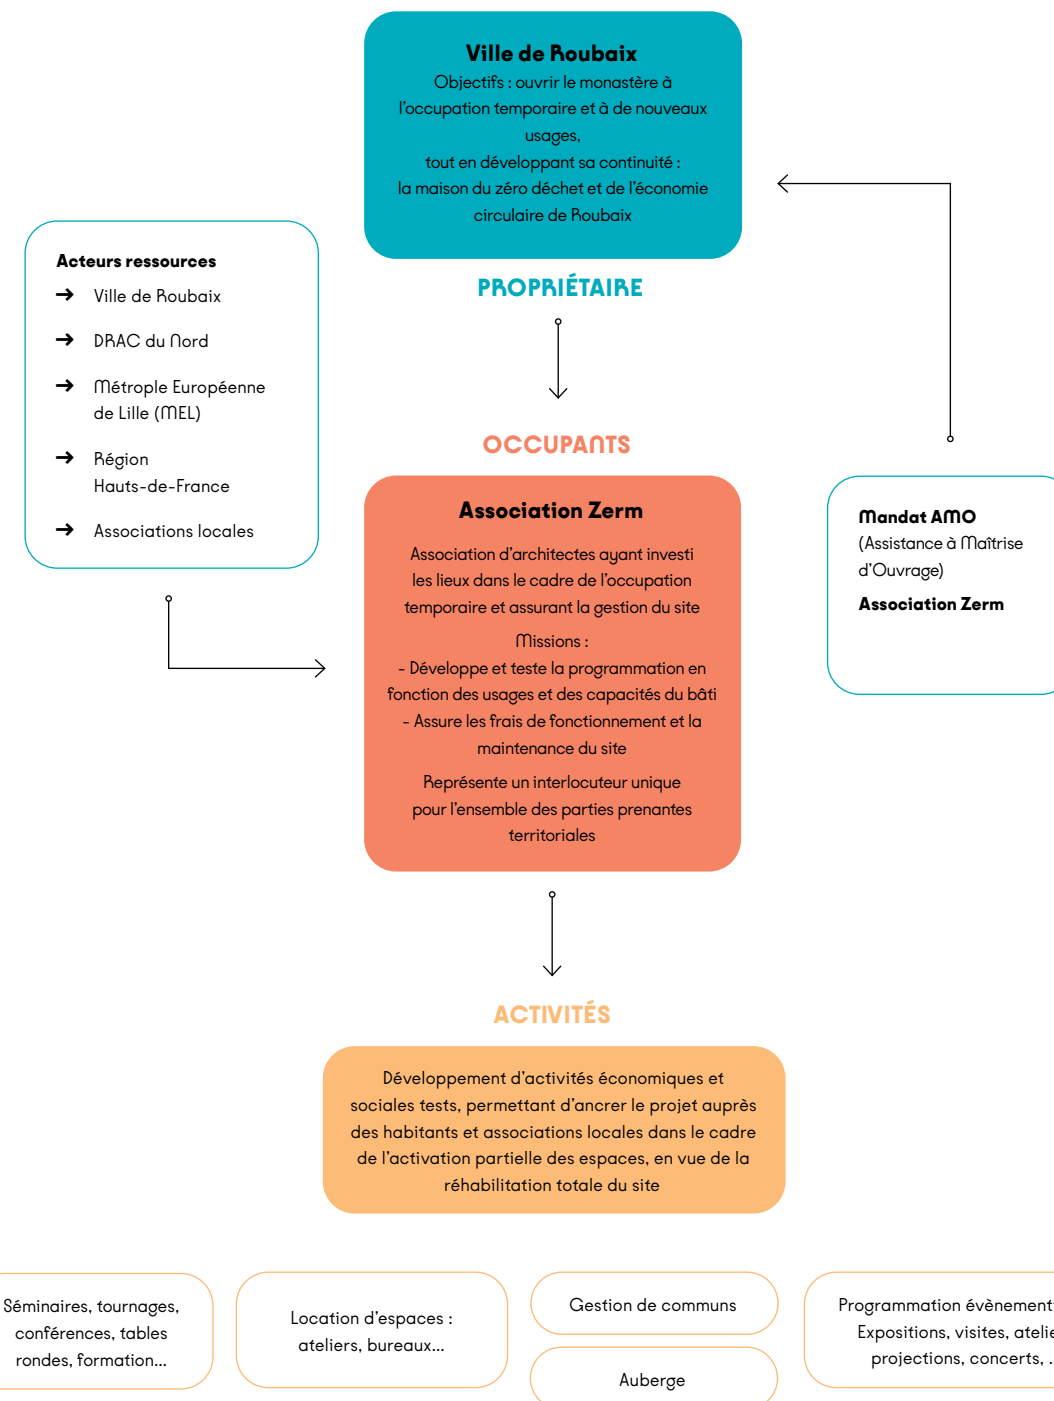 Ville de Roubaix
Objectifs : ouvrir le monastère à
l'occupation temporaire et à de nouveaux
usages,
tout en développant sa continuité :
la maison du zéro déchet et de l'économie
circulaire de Roubaix
PROPRIÉTAIRE
Acteurs ressources
→ Ville de Roubaix
→ DRAC du Nord
→ Métrople Européenne
de Lille (MEL)
→ Région
Hauts-de-France
→ Associations locales
OCCUPANTS
Association Zerm
Association d'architectes ayant investi
les lieux dans le cadre de l'occupation
temporaire et assurant la gestion du site
Missions :
- Développe et teste la programmation en
fonction des usages et des capacités du bâti
- Assure les frais de fonctionnement et la
maintenance du site
Représente un interlocuteur unique
pour l'ensemble des parties prenantes
territoriales
Mandat AMO
(Assistance à Maîtrise
d'Ouvrage)
Association Zerm
ACTIVITÉS
Développement d'activités économiques et
sociales tests, permettant d'ancrer le projet auprès
des habitants et associations locales dans le cadre
de l'activation partielle des espaces, en vue de la
réhabilitation totale du site
Séminaires, tournages,
conférences, tables
rondes, formation...
Location d'espaces :
ateliers, bureaux...
Gestion de communs
Auberge
Programmation
Expositions, visites,
projections, concerts,